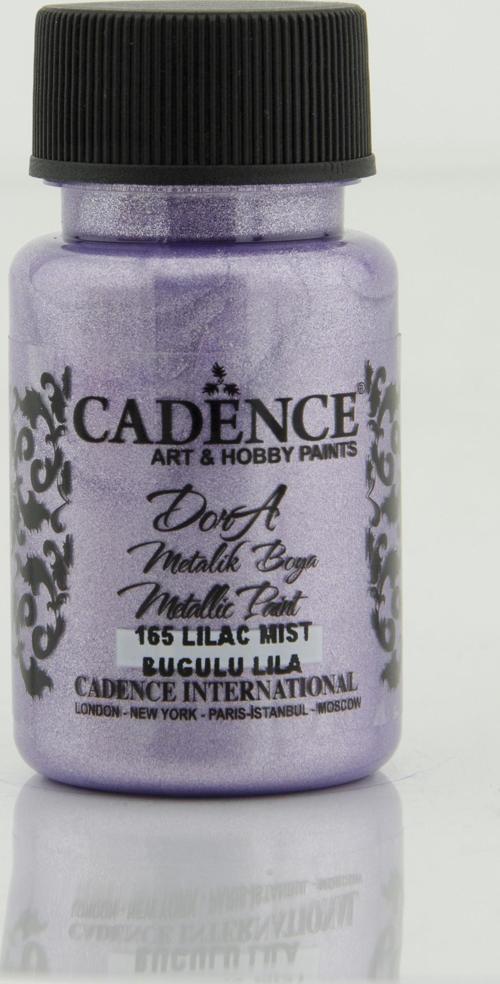 CADENCE®
ART & HOBBY PAINTS
DorA
Metalik Boya
Metallic Paint
165 LILAC MIST
BUGULU LILA
CADENCE INTERNATIONAL
LONDON - NEW YORK - PARIS-İSTANBUL - MOSCOW